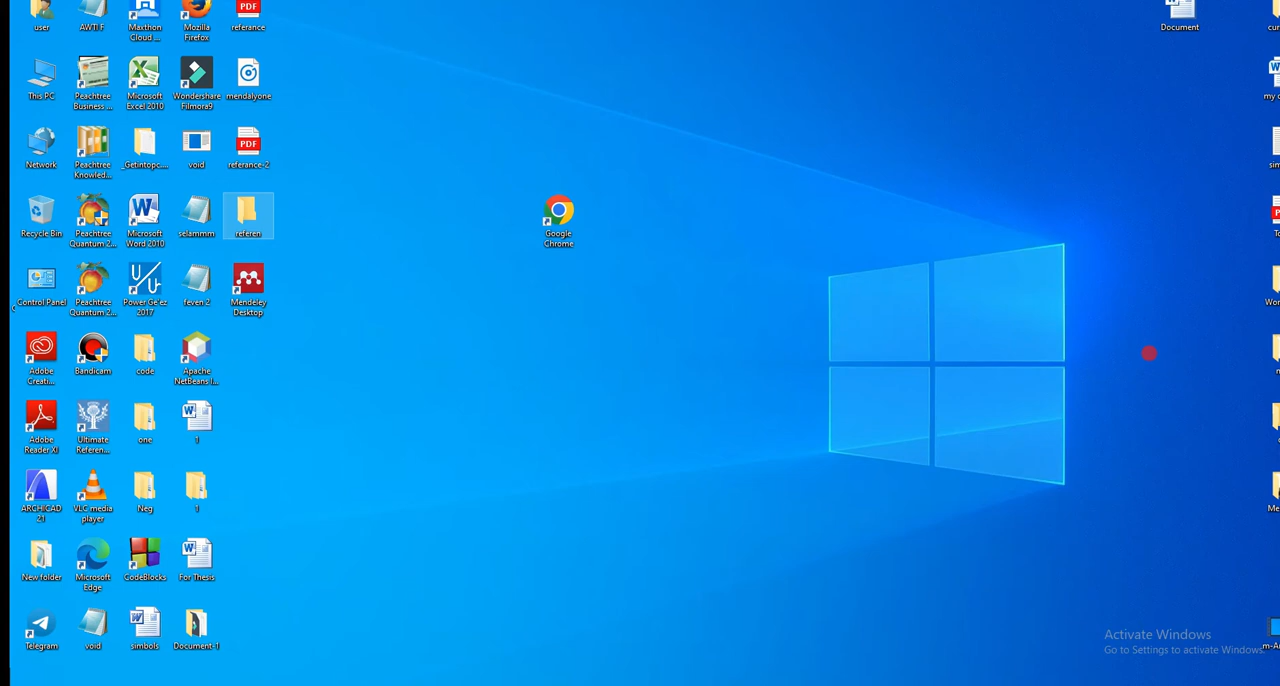 user
AWTI F
Maxthon
Cloud ...
Mozilla
Firefox
PDF
referance
Document
This PC
Peachtree
Business ...
Microsoft
Excel 2010
Wondershare
Filmora9
mendalyone
my
Network
Peachtree
Knowled...
_Getintopc....
void
PDF
referance-2
Recycle Bin
Peachtree
Quantum 2...
Microsoft
Word 2010
selammm
referen
Google
Chrome
Control Panel
Peachtree
Quantum 2...
Power Ge'ez
2017
feven 2
Mendeley
Desktop
Adobe
Creati...
Bandicam
code
Apache
NetBeans I...
Adobe
Reader XI
Ultimate
Referen...
one
1
ARCHICAD
21
VLC media
player
Neg
1
New folder
Microsoft
Edge
CodeBlocks
For Thesis
Telegram
void
simbols
Document-1
Activate Windows
Go to Settings to activate Windows.